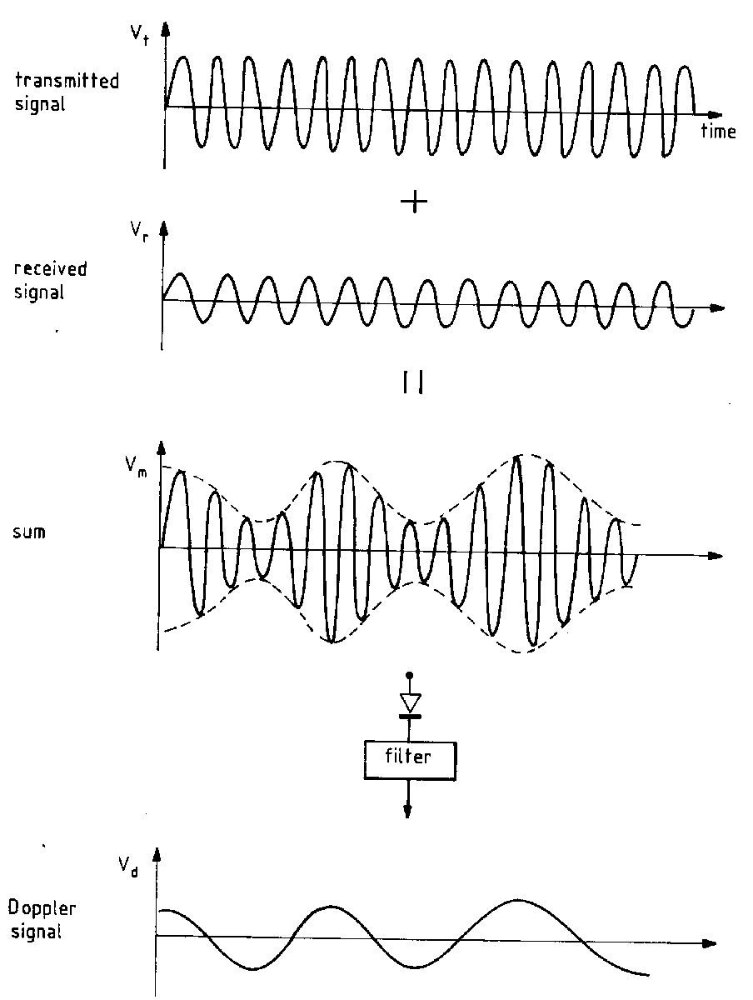 V_t
transmitted
signal
time
+
V_r
received
signal
=
V_m
sum
filter
V_d
Doppler
signal